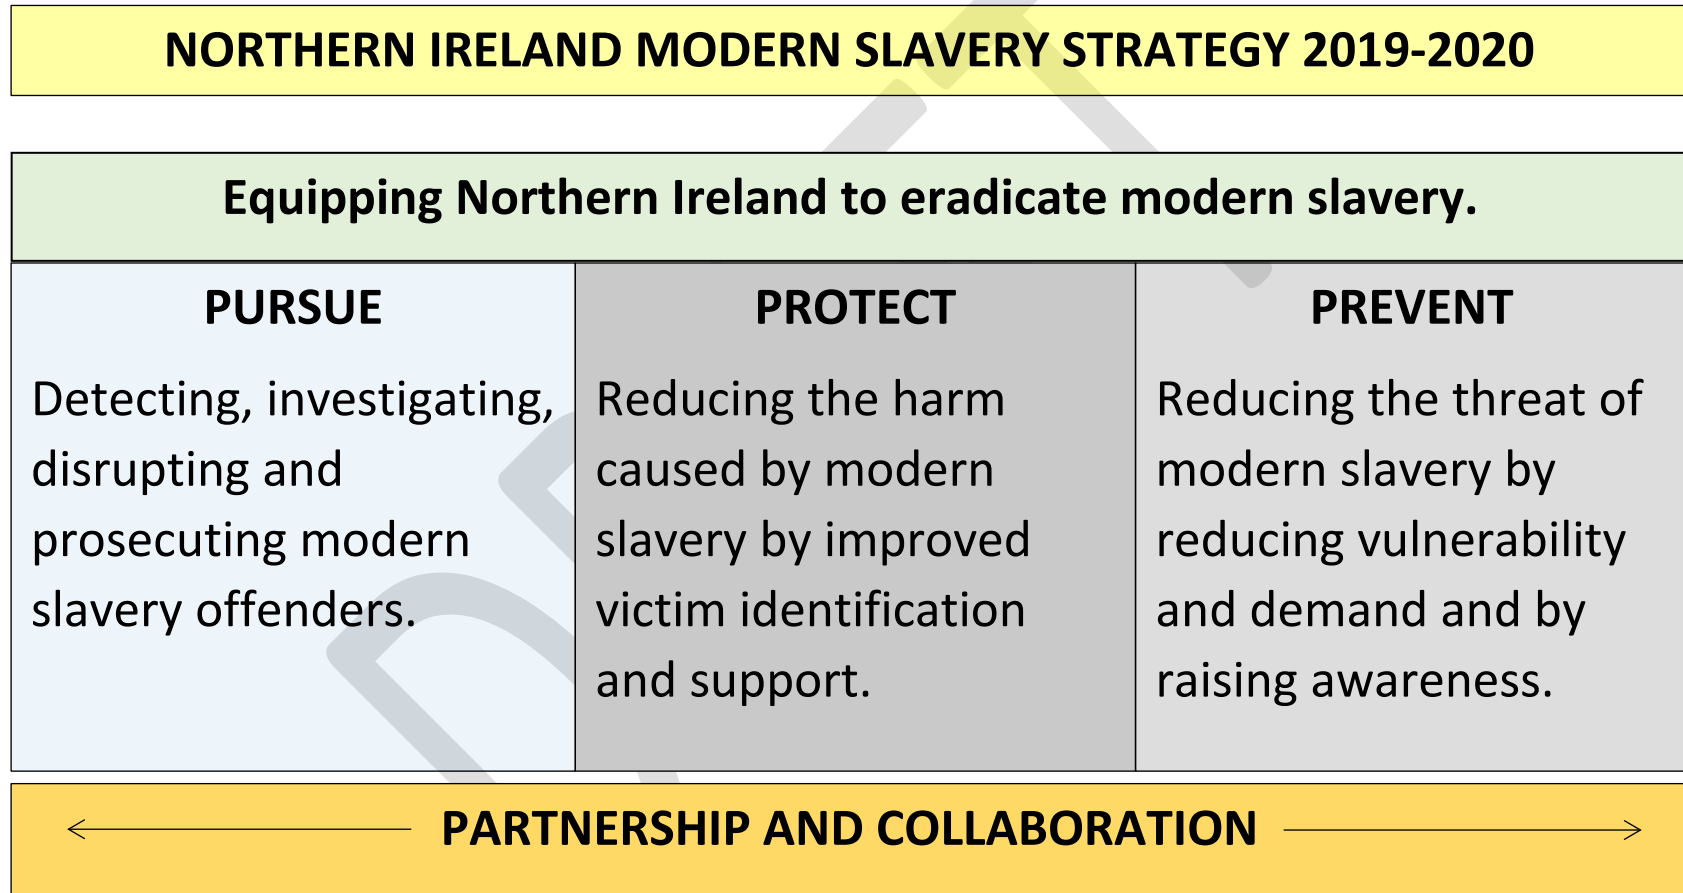 NORTHERN IRELAND MODERN SLAVERY STRATEGY 2019-2020
Equipping Northern Ireland to eradicate modern slavery.
PURSUE
Detecting, investigating,
disrupting and
prosecuting modern
slavery offenders.
PROTECT
Reducing the harm
caused by modern
slavery by improved
victim identification
and support.
PREVENT
Reducing the threat of
modern slavery by
reducing vulnerability
and demand and by
raising awareness.
PARTNERSHIP AND COLLABORATION